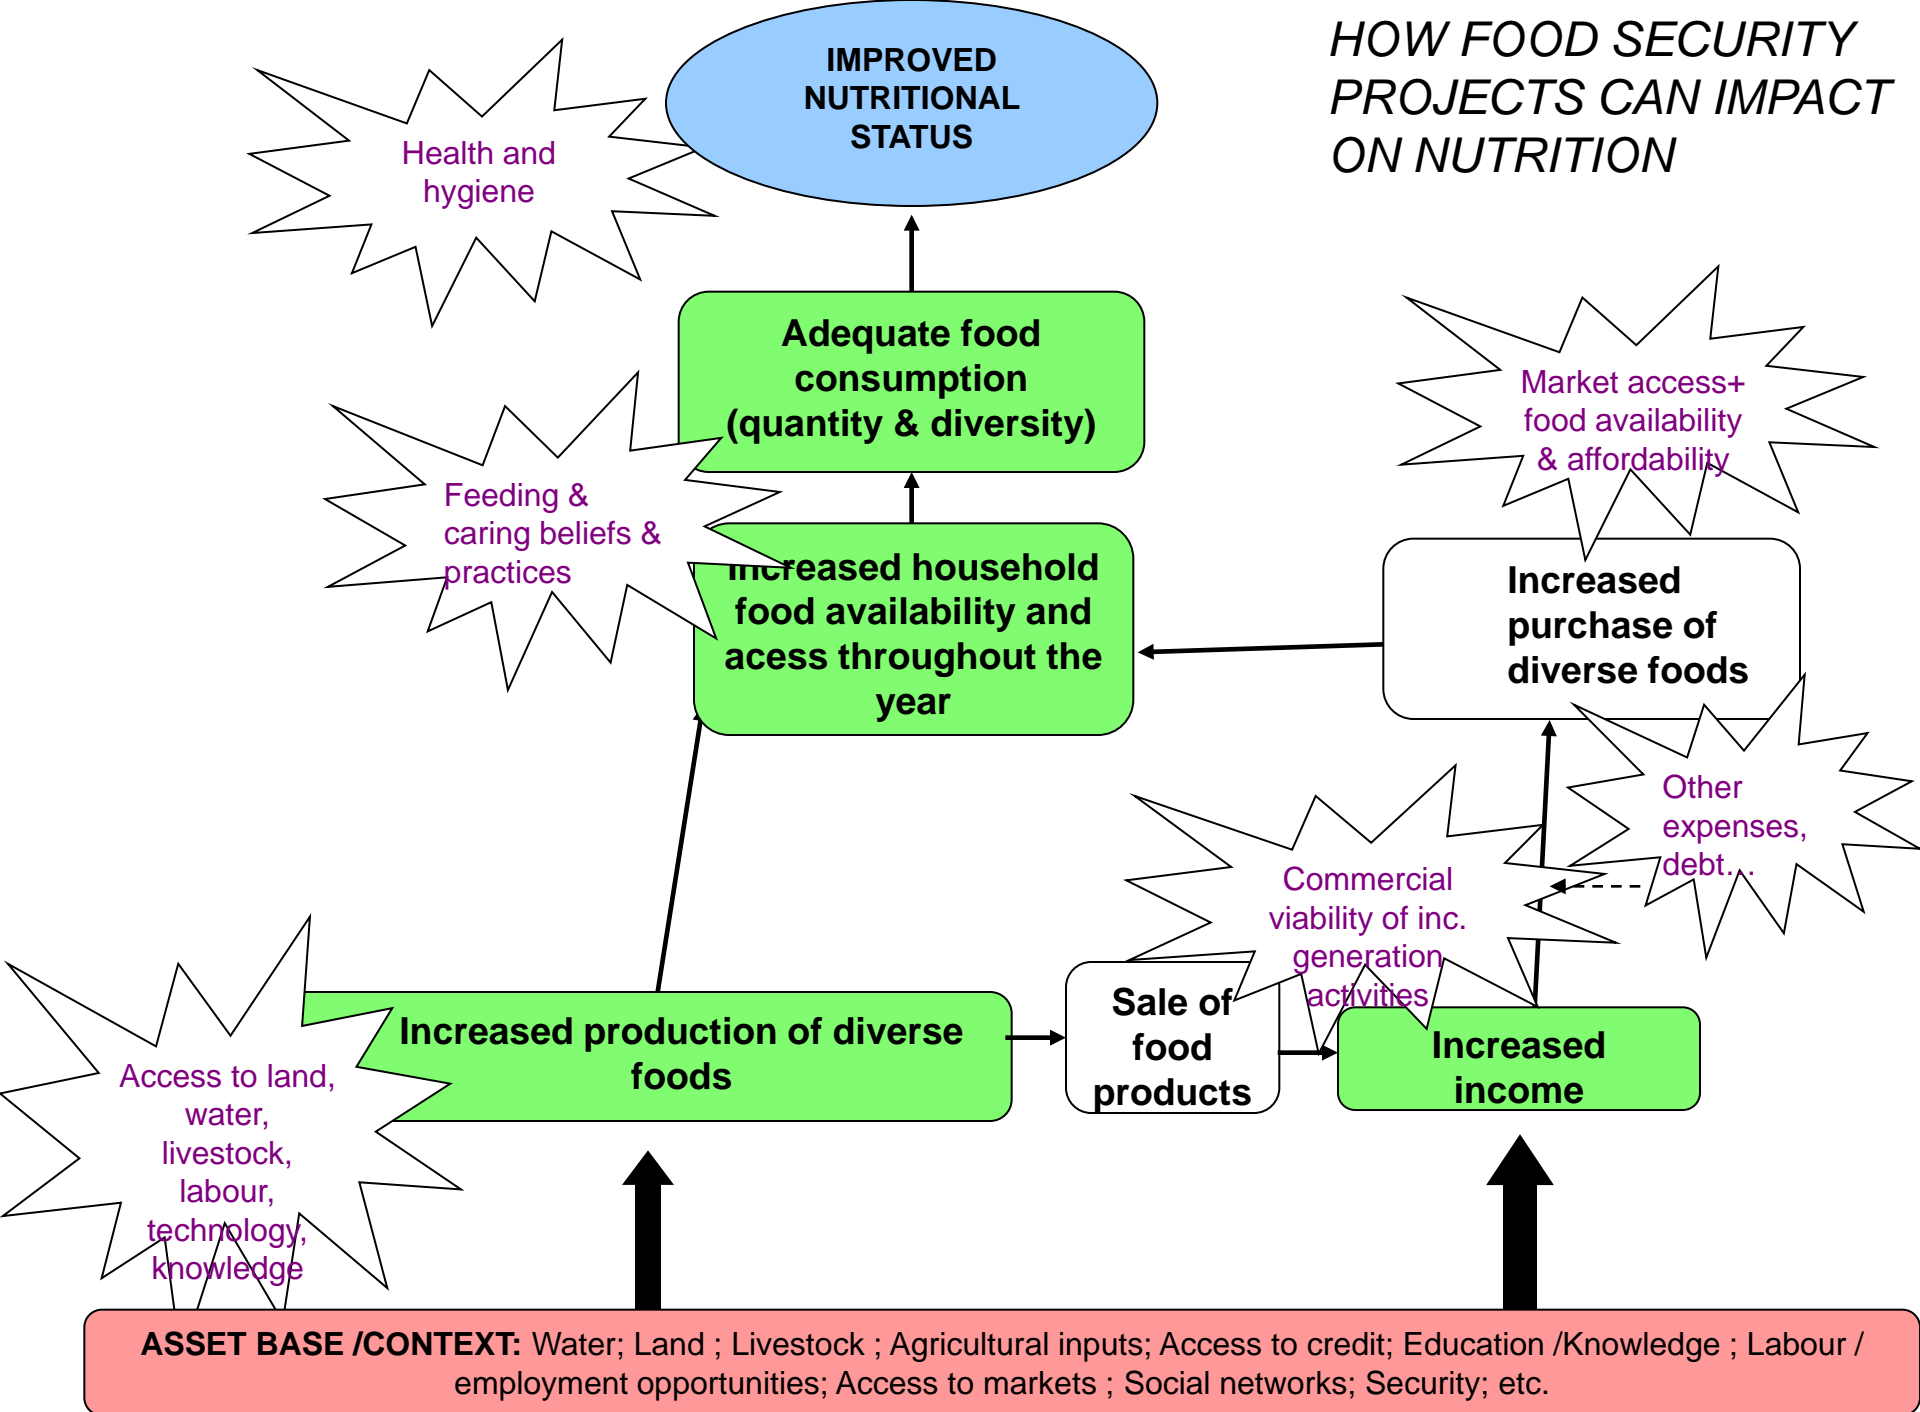 HOW FOOD SECURITY
PROJECTS CAN IMPACT
ON NUTRITION
IMPROVED
NUTRITIONAL
STATUS
Health and
hygiene
Adequate food
consumption
(quantity & diversity)
Market access+
food availability
& affordability
Feeding &
caring beliefs &
practices
Increased household
food availability and
acess throughout the
year
Increased
purchase of
diverse foods
Other
expenses,
debt…
Commercial
viability of inc.
generation
activities
Access to land,
water,
livestock,
labour,
technology,
knowledge
Increased production of diverse
foods
Sale of
food
products
Increased
income
ASSET BASE /CONTEXT: Water; Land ; Livestock ; Agricultural inputs; Access to credit; Education /Knowledge ; Labour /
employment opportunities; Access to markets ; Social networks; Security; etc.